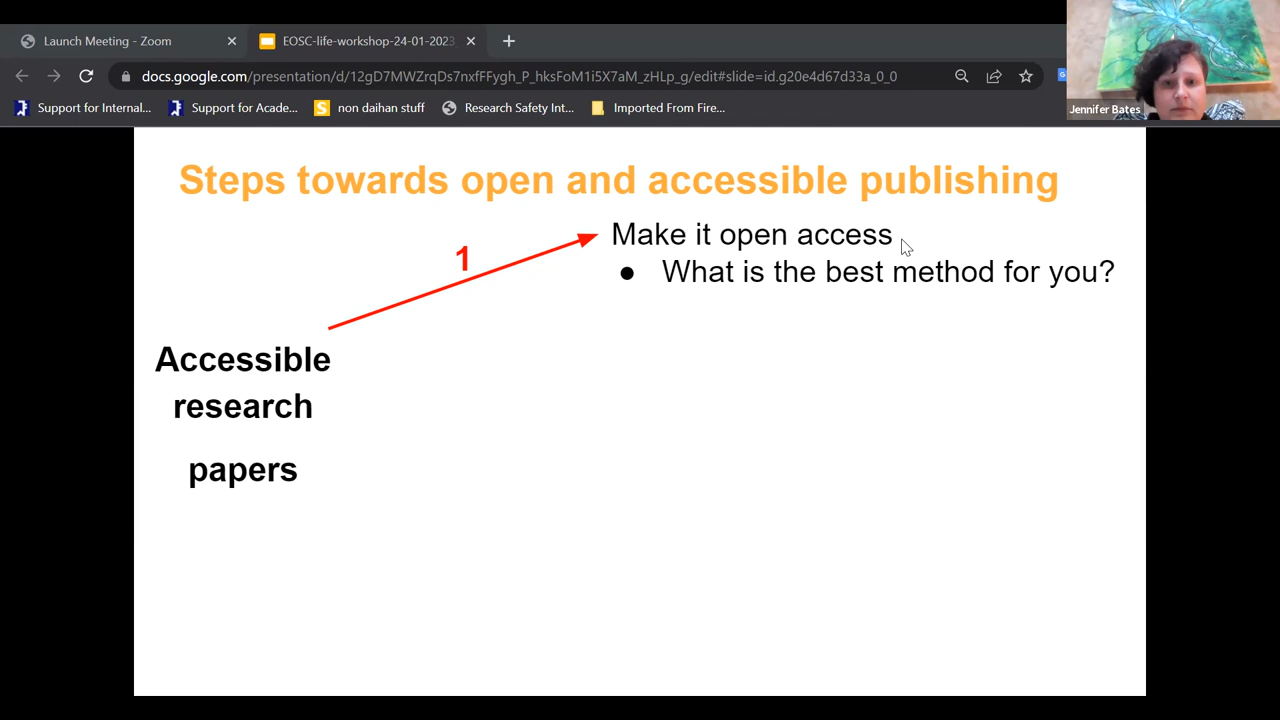 Launch Meeting - Zoom
EOSC-life-workshop-24-01-2023
docs.google.com/presentation/d/12gD7MWZrqDs7nxfFFygh_P_hksFoM1i5X7aM_zHLp_g/edit#slide=id.g20e4d67d33a_0_0
Support for Internal...
Support for Acade...
non daihan stuff
Research Safety Int...
Imported From Fire...
Jennifer Bates
Steps towards open and accessible publishing
1
Make it open access
● What is the best method for you?
Accessible
research
papers